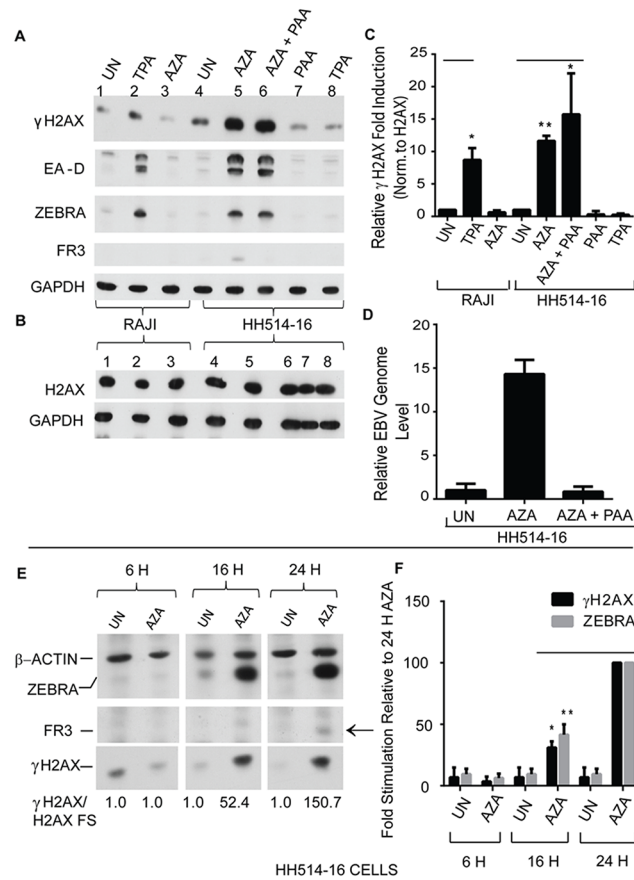 A
UN TPA AZA UN AZA AZA + PAA PAA TPA
1 2 3 4 5 6 7 8
γ H2AX
EA -D
ZEBRA
FR3
GAPDH
RAJI HH514-16
B
1 2 3 4 5 6 7 8
H2AX
GAPDH
C
Relative γ H2AX Fold Induction
(Norm. to H2AX)
25
20
15
10
5
0
* ** *
UN TPA AZA UN AZA AZA + PAA PAA TPA
RAJI HH514-16
D
Relative EBV Genome
Level
20
15
10
5
0
UN AZA AZA + PAA
HH514-16
E
6 H 16 H 24 H
UN AZA UN AZA UN AZA
β–ACTIN
ZEBRA
FR3
γH2AX
γ H2AX/ 1.0 1.0 1.0 52.4 1.0 150.7
H2AX FS
F
γH2AX
ZEBRA
Fold Stimulation Relative to 24 H AZA
150
100
50
0
* **
UN AZA UN AZA UN AZA
6 H 16 H 24 H
HH514-16 CELLS